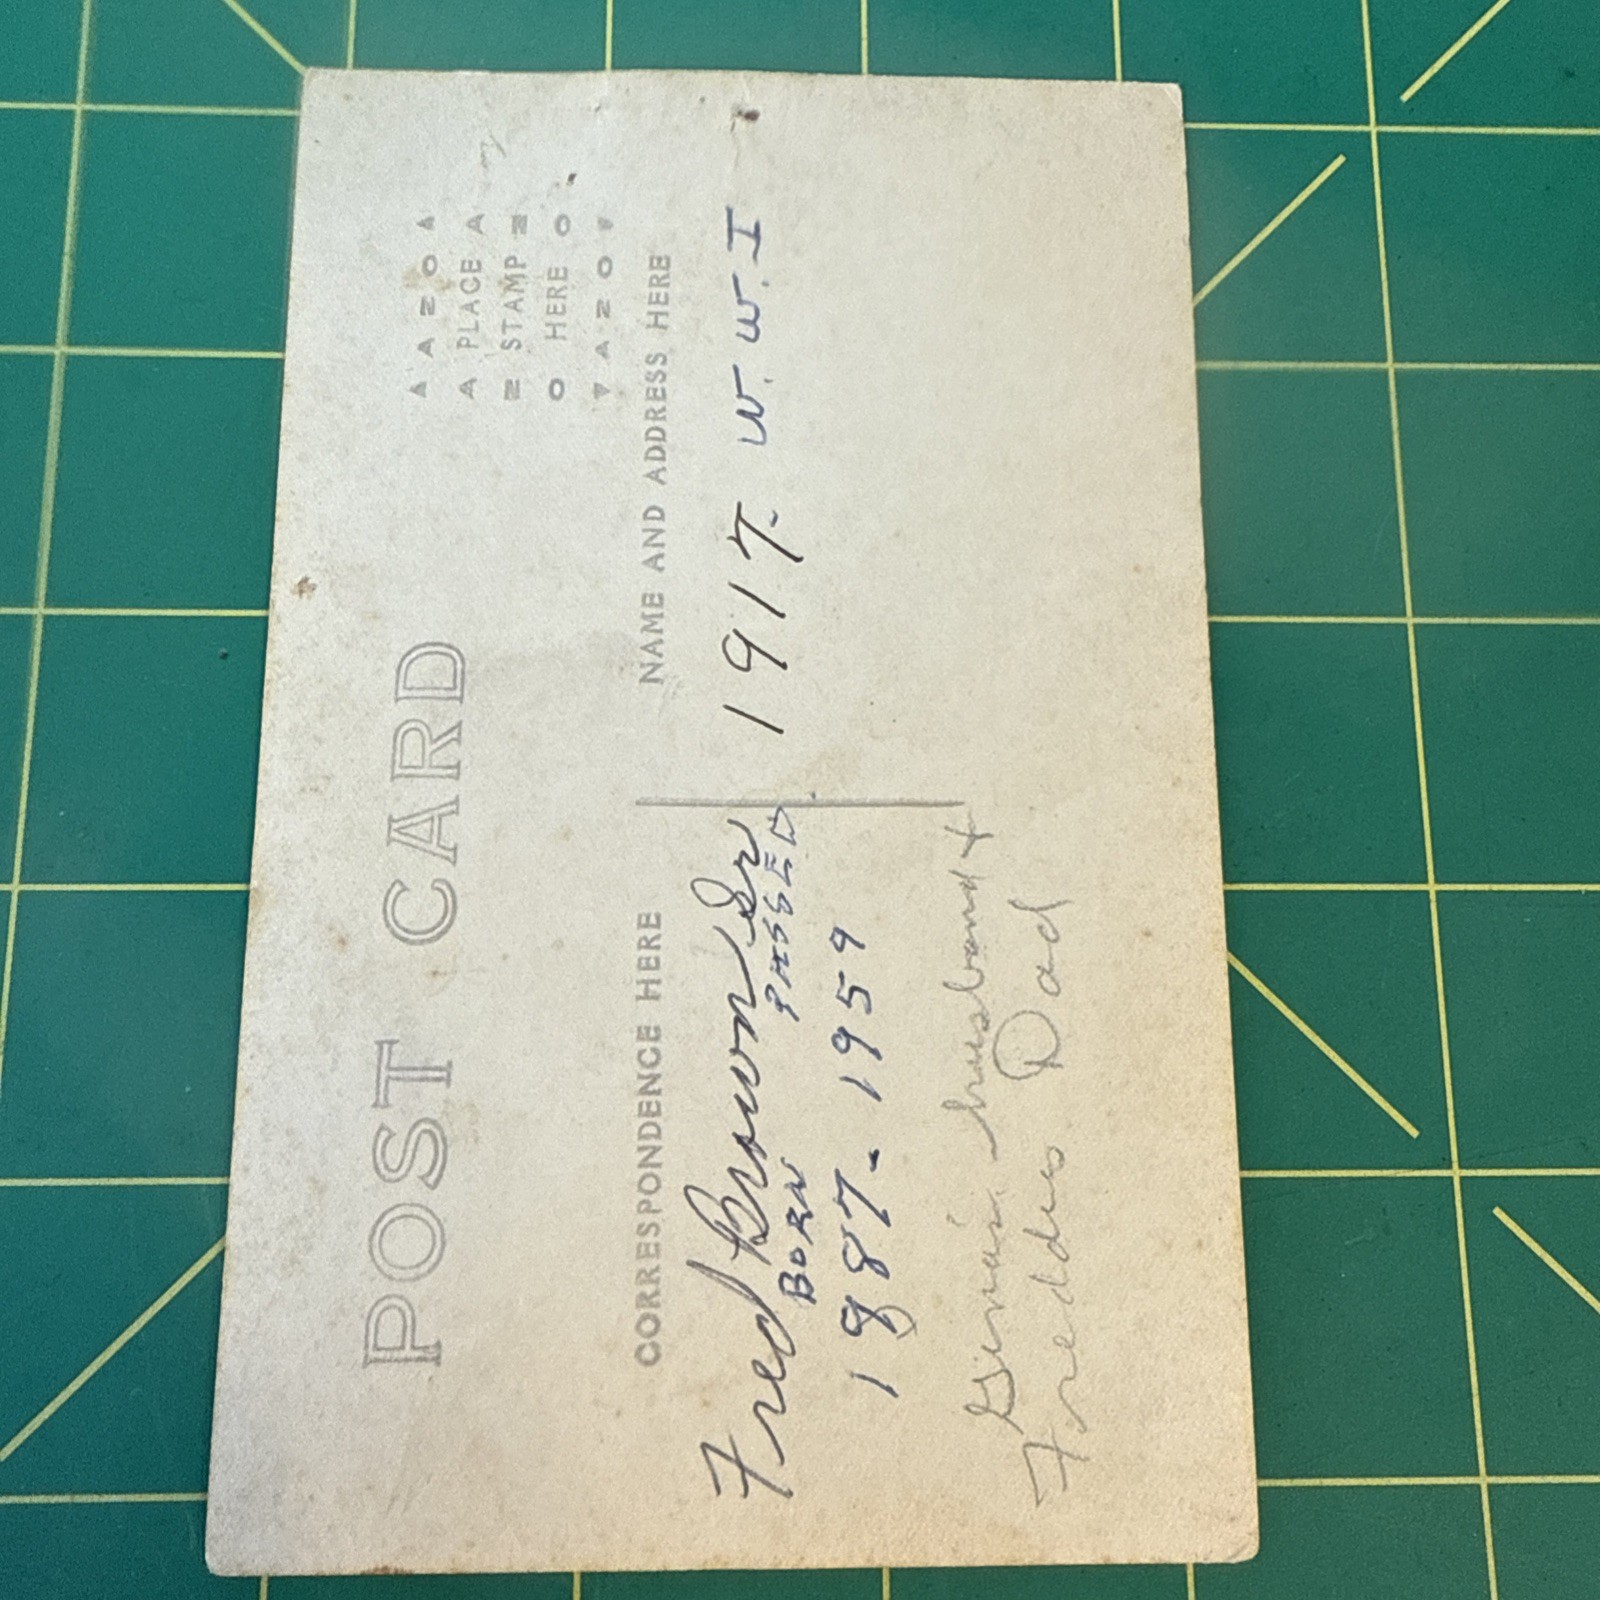 POST CARD
▲ A Z O ▲
A PLACE A
Z STAMP Z
O HERE O
▼ A Z O ▼
CORRESPONDENCE HERE
NAME AND ADDRESS HERE
Fred Brown Sr
1917- W.W.I
BORN PASSED
1887-1959
husband +
Freddies Dad